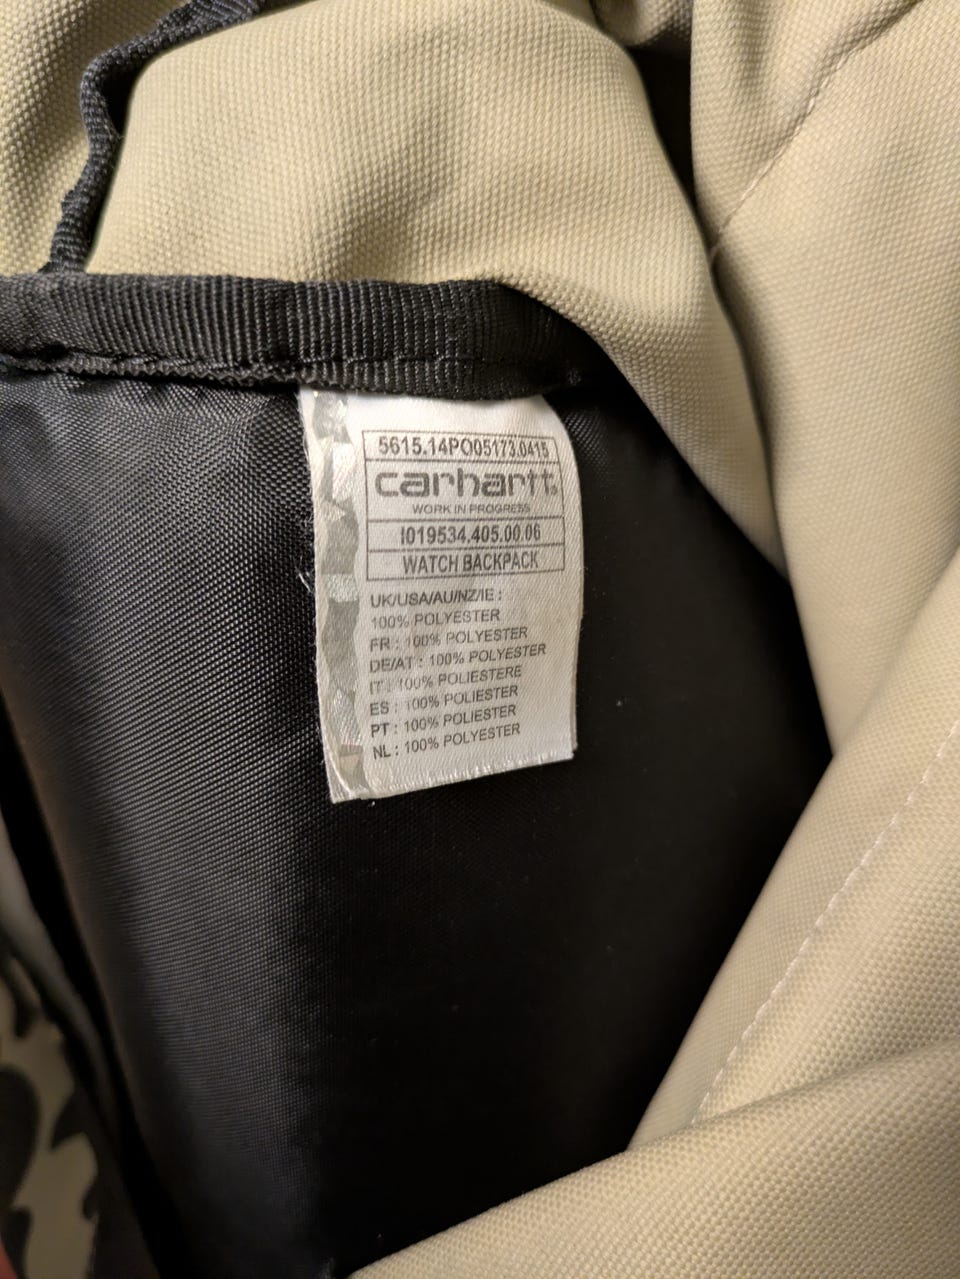 5615.14PO05173.0415
carhartt®
WORK IN PROGRESS
I019534.405.00.06
WATCH BACKPACK
UK/USA/AU/NZ/IE :
100% POLYESTER
FR : 100% POLYESTER
DE/AT : 100% POLYESTER
IT : 100% POLIESTERE
ES : 100% POLYESTER
PT : 100% POLIESTER
NL : 100% POLYESTER